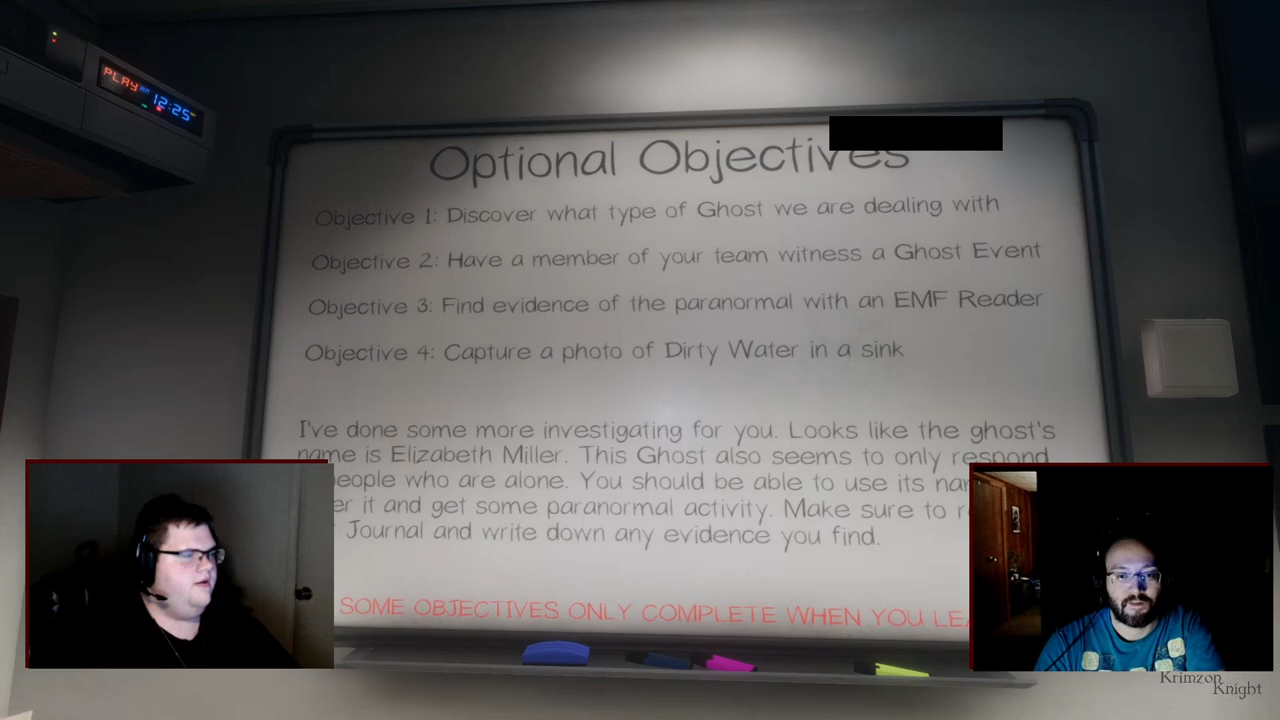 PLAY AM 12:25
Optional Objectives
Objective 1: Discover what type of Ghost we are dealing with
Objective 2: Have a member of your team witness a Ghost Event
Objective 3: Find evidence of the paranormal with an EMF Reader
Objective 4: Capture a photo of Dirty Water in a sink
I've done some more investigating for you. Looks like the ghost's
name is Elizabeth Miller. This Ghost also seems to only respond
people who are alone. You should be able to use its
it and get some paranormal activity. Make sure to
Journal and write down any evidence you find.
SOME OBJECTIVES ONLY COMPLETE WHEN YOU
Krimzon
Knight